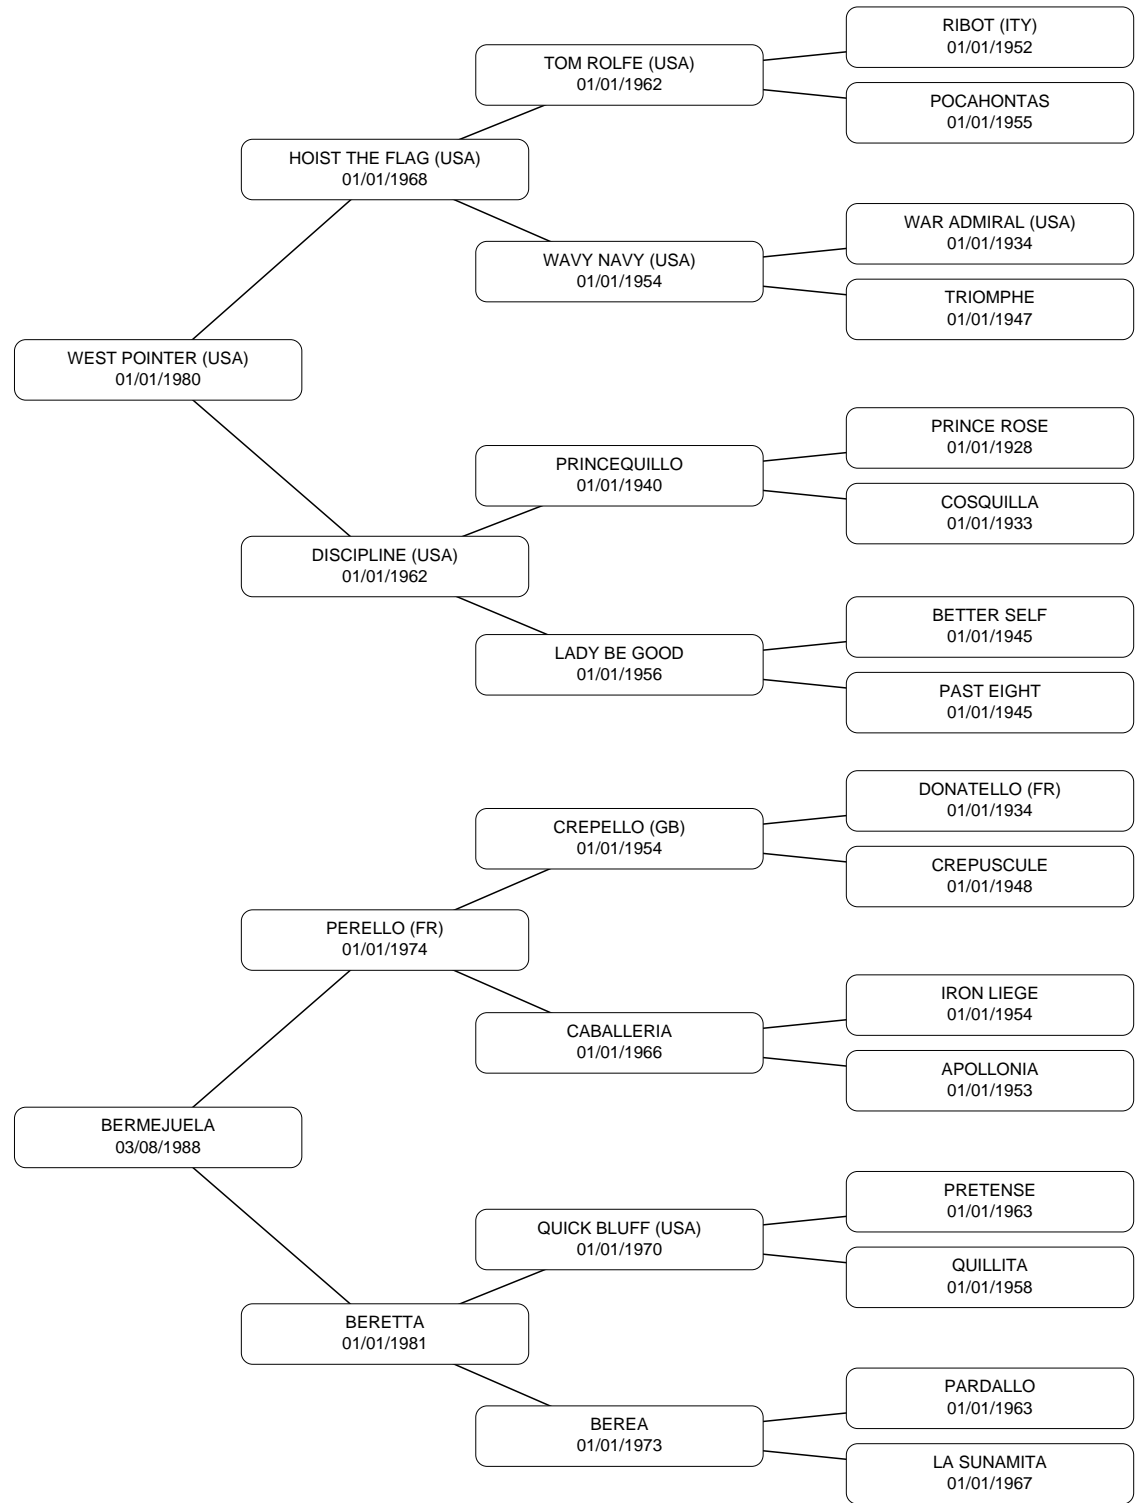 RIBOT (ITY)
01/01/1952
TOM ROLFE (USA)
01/01/1962
POCAHONTAS
01/01/1955
HOIST THE FLAG (USA)
01/01/1968
WAR ADMIRAL (USA)
01/01/1934
WAVY NAVY (USA)
01/01/1954
TRIOMPHE
01/01/1947
WEST POINTER (USA)
01/01/1980
PRINCE ROSE
01/01/1928
PRINCEQUILLO
01/01/1940
COSQUILLA
01/01/1933
DISCIPLINE (USA)
01/01/1962
BETTER SELF
01/01/1945
LADY BE GOOD
01/01/1956
PAST EIGHT
01/01/1945
DONATELLO (FR)
01/01/1934
CREPELLO (GB)
01/01/1954
CREPUSCULE
01/01/1948
PERELLO (FR)
01/01/1974
IRON LIEGE
01/01/1954
CABALLERIA
01/01/1966
APOLLONIA
01/01/1953
BERMEJUELA
03/08/1988
PRETENSE
01/01/1963
QUICK BLUFF (USA)
01/01/1970
QUILLITA
01/01/1958
BERETTA
01/01/1981
PARDALLO
01/01/1963
BEREA
01/01/1973
LA SUNAMITA
01/01/1967